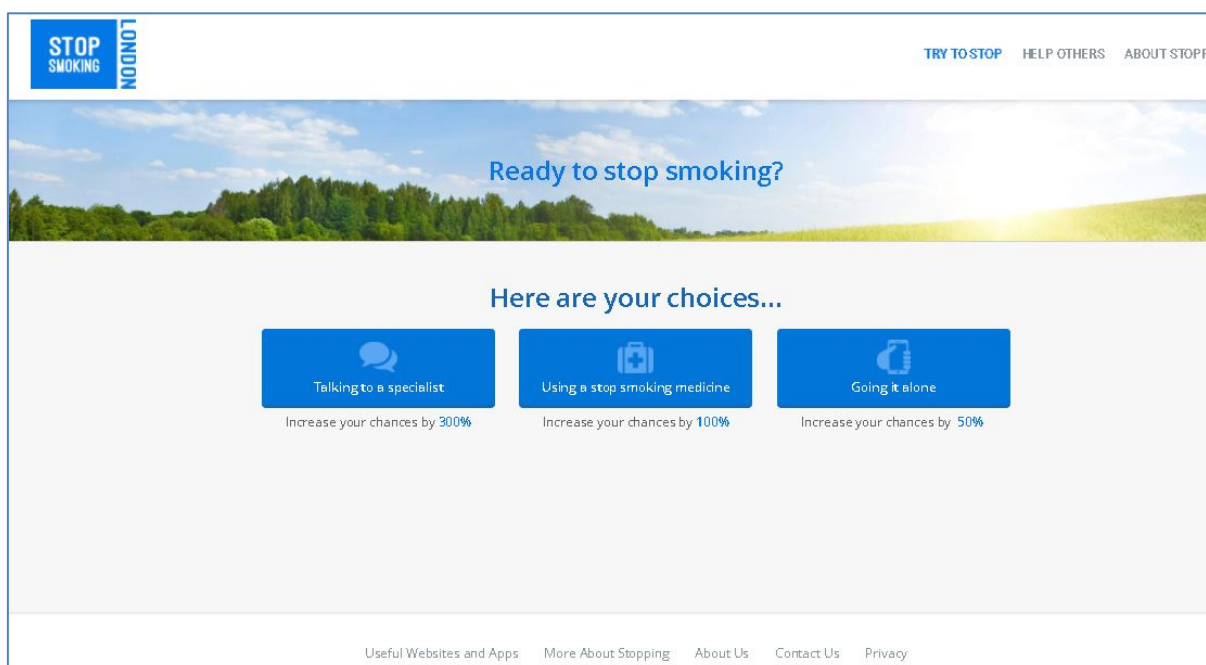 STOP
SMOKING
LONDON
TRY TO STOP HELP OTHERS ABOUT STOPP
Ready to stop smoking?
Here are your choices...
Talking to a specialist Using a stop smoking medicine Going it alone
Increase your chances by 300% Increase your chances by 100% Increase your chances by 50%
Useful Websites and Apps More About Stopping About Us Contact Us Privacy